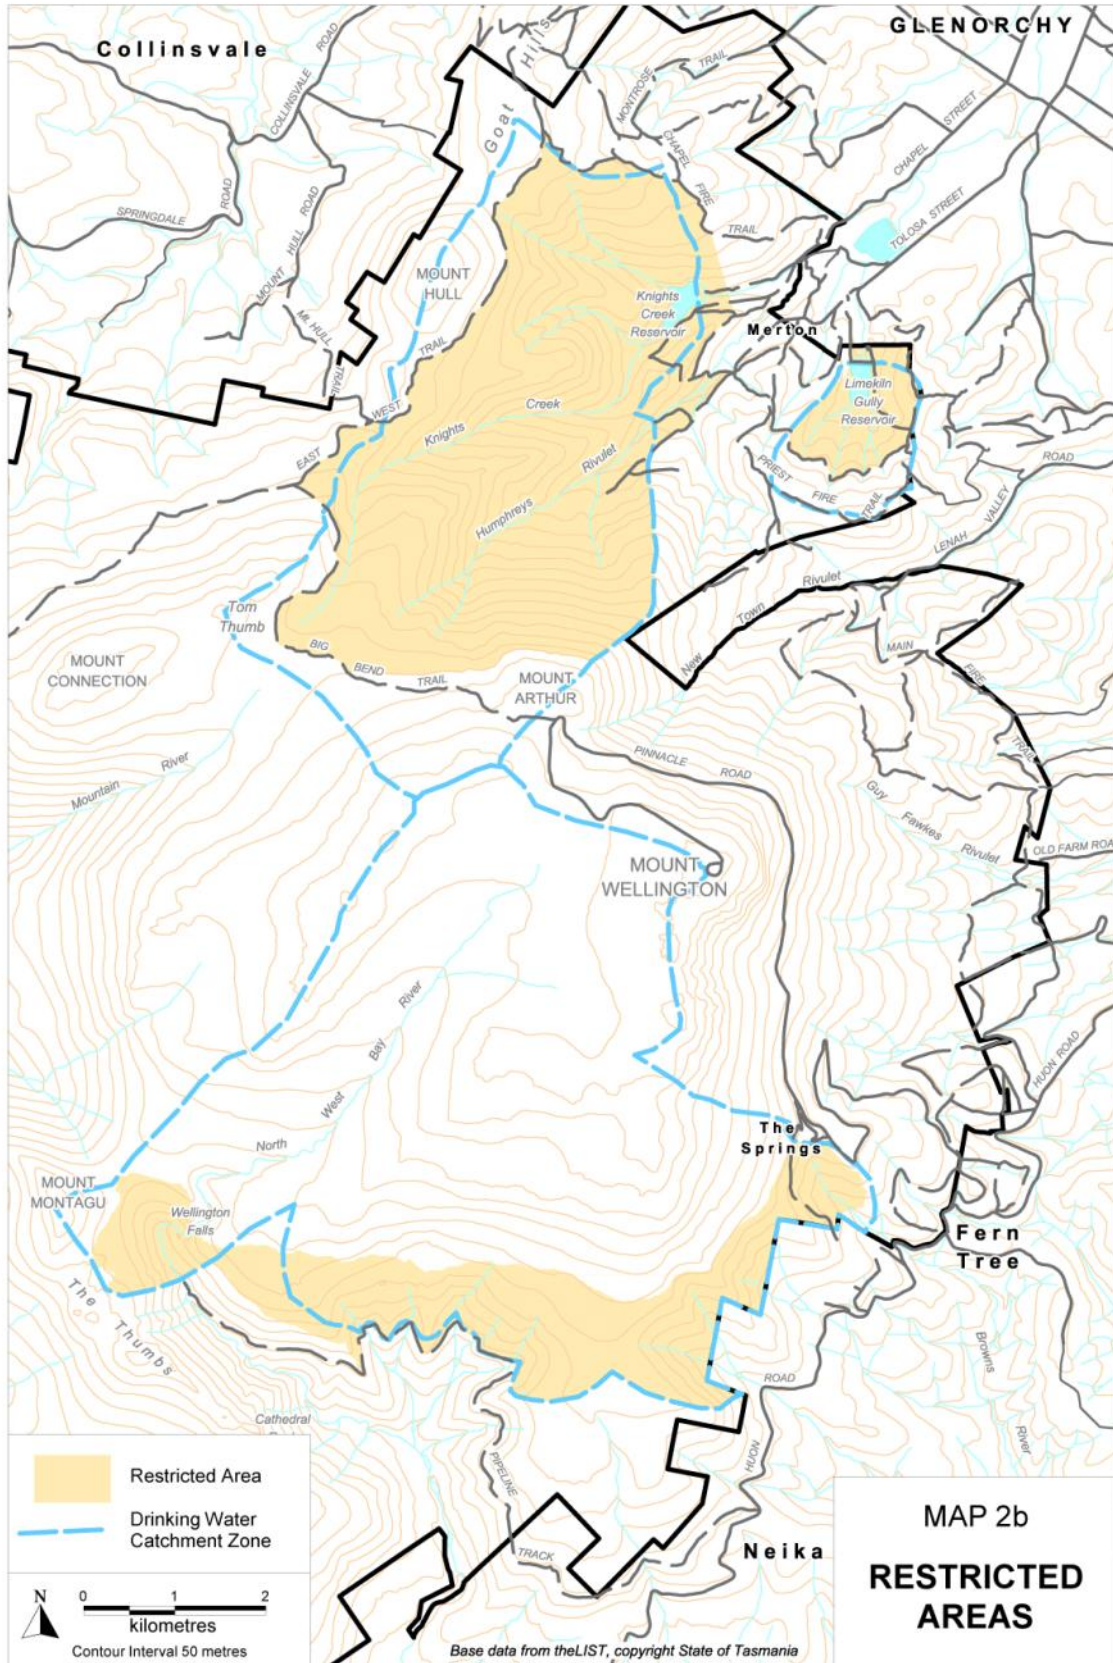 Collinsvale
GLENORCHY
COLLINSVALE
ROAD
Goat
Hills
MONTROSE
TRAIL
CHAPEL
FIRE
TRAIL
CHAPEL
STREET
TOLOSA STREET
SPRINGDALE
ROAD
MOUNT
HULL
ROAD
Mt. HULL
TRAIL
MOUNT
HULL
TRAIL
WEST
EAST
Knights
Creek
Reservoir
Merton
Limekiln
Gully
Reservoir
Knights
Creek
Humphreys
Rivulet
PRIEST
FIRE
TRAIL
LENAH
VALLEY
ROAD
New
Town
Rivulet
Tom
Thumb
MOUNT
CONNECTION
BIG
BEND
TRAIL
MOUNT
ARTHUR
MAIN
FIRE
TRAIL
PINNACLE
ROAD
Mountain
River
Guy
Fawkes
Rivulet
OLD FARM ROA
MOUNT
WELLINGTON
North
West
Bay
River
HUON ROAD
The
Springs
MOUNT
MONTAGU
Wellington
Falls
Fern
Tree
The
Thumbs
Browns
River
HUON
ROAD
Cathedral
PIPELINE
TRACK
Neika
Restricted Area
Drinking Water
Catchment Zone
N
0 1 2
kilometres
Contour Interval 50 metres
Base data from theLIST, copyright State of Tasmania
MAP 2b
RESTRICTED
AREAS